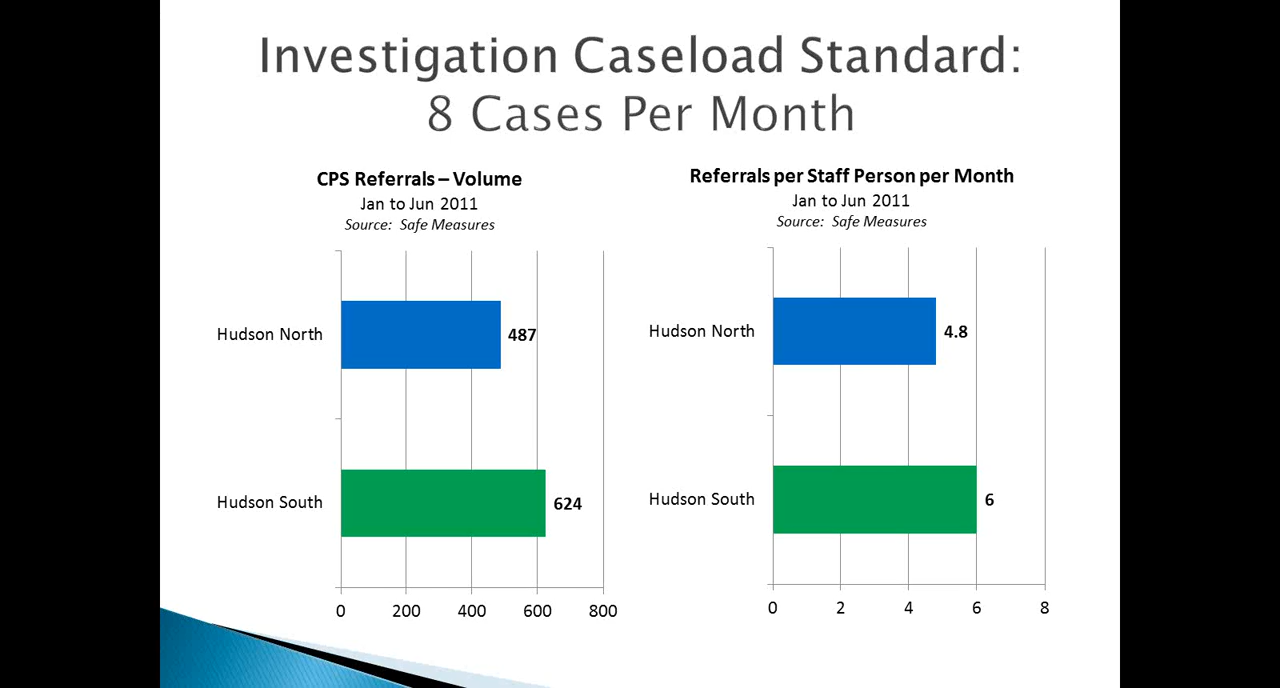 Investigation Caseload Standard:
8 Cases Per Month
CPS Referrals – Volume
Jan to Jun 2011
Source: Safe Measures
Hudson North
487
Hudson South
624
0 200 400 600 800
Referrals per Staff Person per Month
Jan to Jun 2011
Source: Safe Measures
Hudson North
4.8
Hudson South
6
0 2 4 6 8